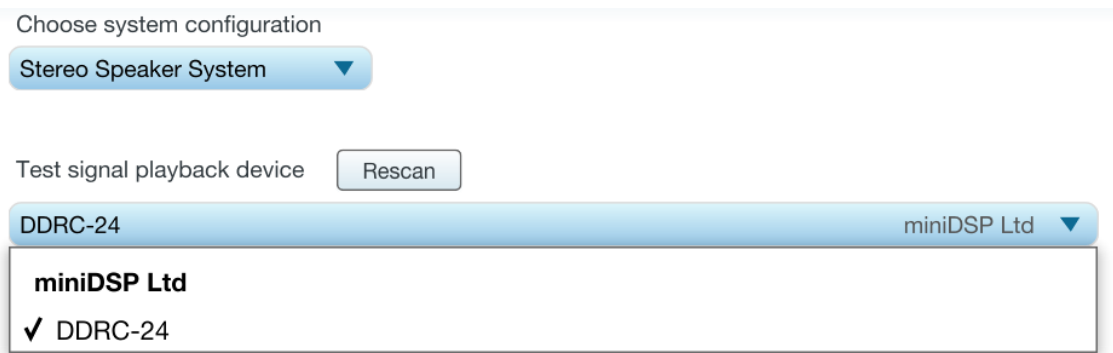 Choose system configuration
Stereo Speaker System
Test signal playback device Rescan
DDRC-24 miniDSP Ltd
miniDSP Ltd
✓ DDRC-24